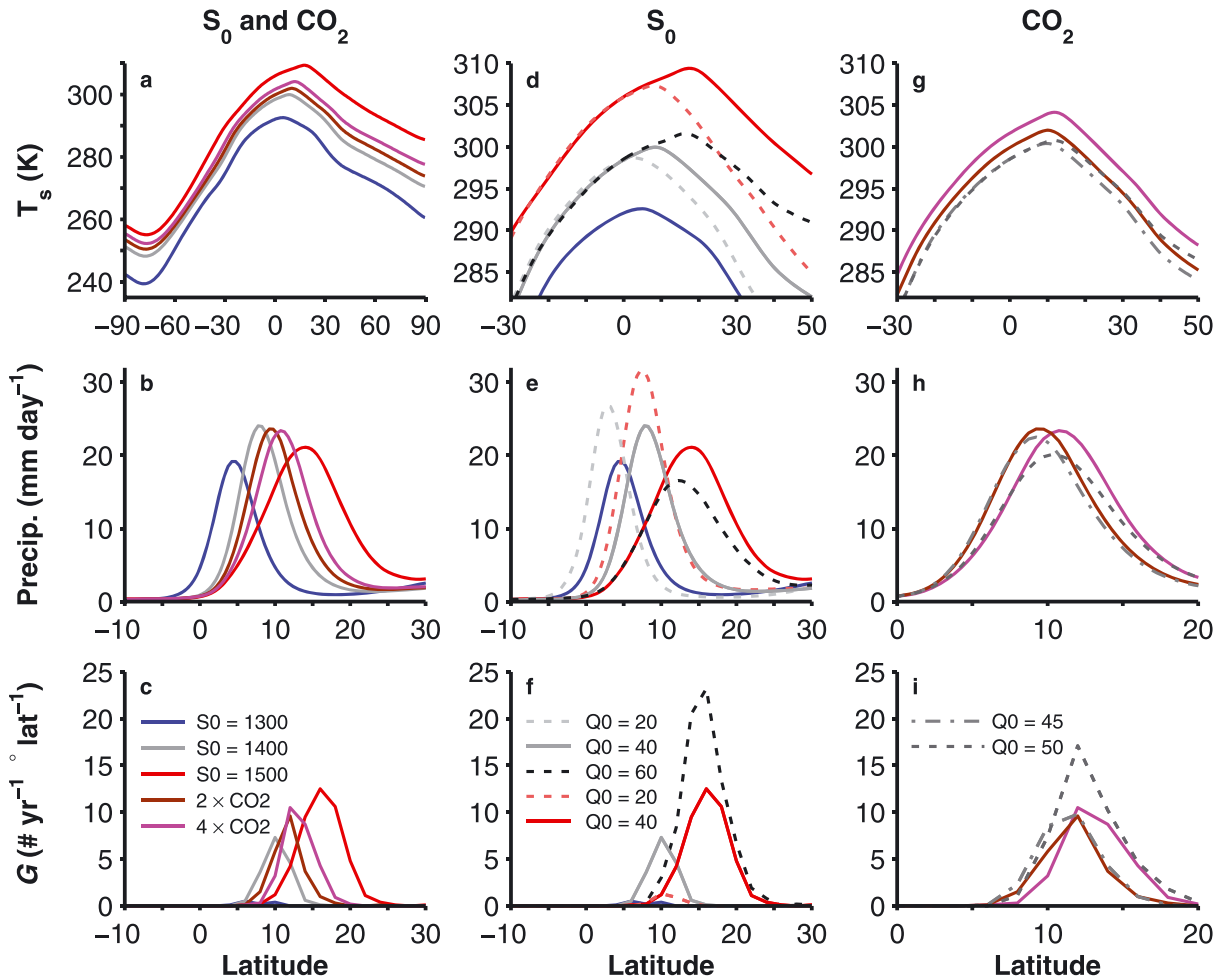 S0 and CO2
S0
CO2
Ts (K)
a
300
280
260
240
−90 −60 −30 0 30 60 90
d
310
305
300
295
290
285
−30 0 30 50
g
310
305
300
295
290
285
−30 0 30 50
Precip. (mm day−1)
b
30
20
10
0
−10 0 10 20 30
e
30
20
10
0
−10 0 10 20 30
h
30
20
10
0
0 10 20
G (# yr−1 ° lat−1)
c
25
20
15
10
5
0
S0 = 1300
S0 = 1400
S0 = 1500
2 × CO2
4 × CO2
−10 0 10 20 30
Latitude
f
25
20
15
10
5
0
Q0 = 20
Q0 = 40
Q0 = 60
Q0 = 20
Q0 = 40
−10 0 10 20 30
Latitude
i
25
20
15
10
5
0
Q0 = 45
Q0 = 50
0 10 20
Latitude